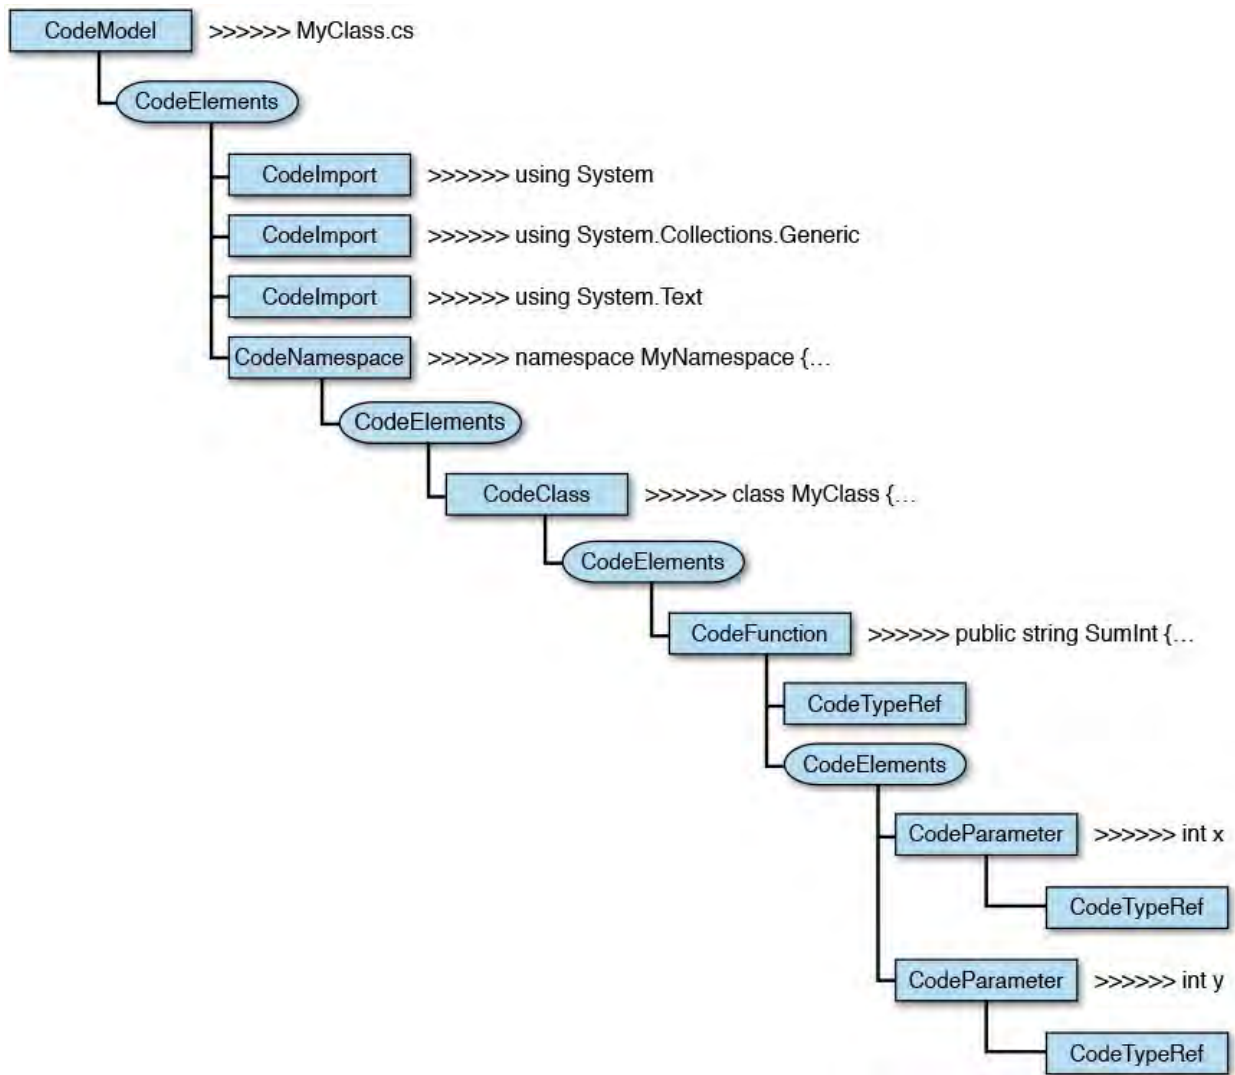 CodeModel >>>>>> MyClass.cs
CodeElements
CodeImport >>>>>> using System
CodeImport >>>>>> using System.Collections.Generic
CodeImport >>>>>> using System.Text
CodeNamespace >>>>>> namespace MyNamespace {…
CodeElements
CodeClass >>>>>> class MyClass {…
CodeElements
CodeFunction >>>>>> public string SumInt {…
CodeTypeRef
CodeElements
CodeParameter >>>>>> int x
CodeTypeRef
CodeParameter >>>>>> int y
CodeTypeRef